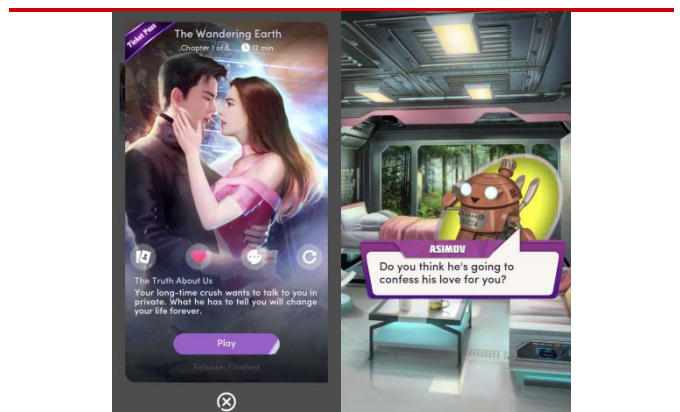 Ticket Pass
The Wandering Earth
Chapter 1 of 5 12 min
The Truth About Us
Your long-time crush wants to talk to you in
private. What he has to tell you will change
your life forever.
Play
Release: Finished
ASIMOV
Do you think he's going to
confess his love for you?